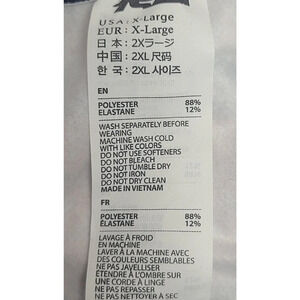 USA: X-Large
EUR: X-Large
日本: 2Xラージ
中国: 2XL 尺码
한국: 2XL 사이즈
EN
POLYESTER 88%
ELASTANE 12%
WASH SEPARATELY BEFORE
WEARING
MACHINE WASH COLD
WITH LIKE COLORS
DO NOT USE SOFTENERS
DO NOT BLEACH
DO NOT TUMBLE DRY
DO NOT IRON
DO NOT DRY CLEAN
MADE IN VIETNAM
FR
POLYESTER 88%
ÉLASTANNE 12%
LAVAGE À FROID
EN MACHINE
LAVER À LA MACHINE AVEC
DES COULEURS SEMBLABLES
NE PAS JAVELLISER
ÉTENDRE À L'OMBRE SUR
UNE CORDE À LINGE
NE PAS REPASSER
NE PAS NETTOYER À SEC